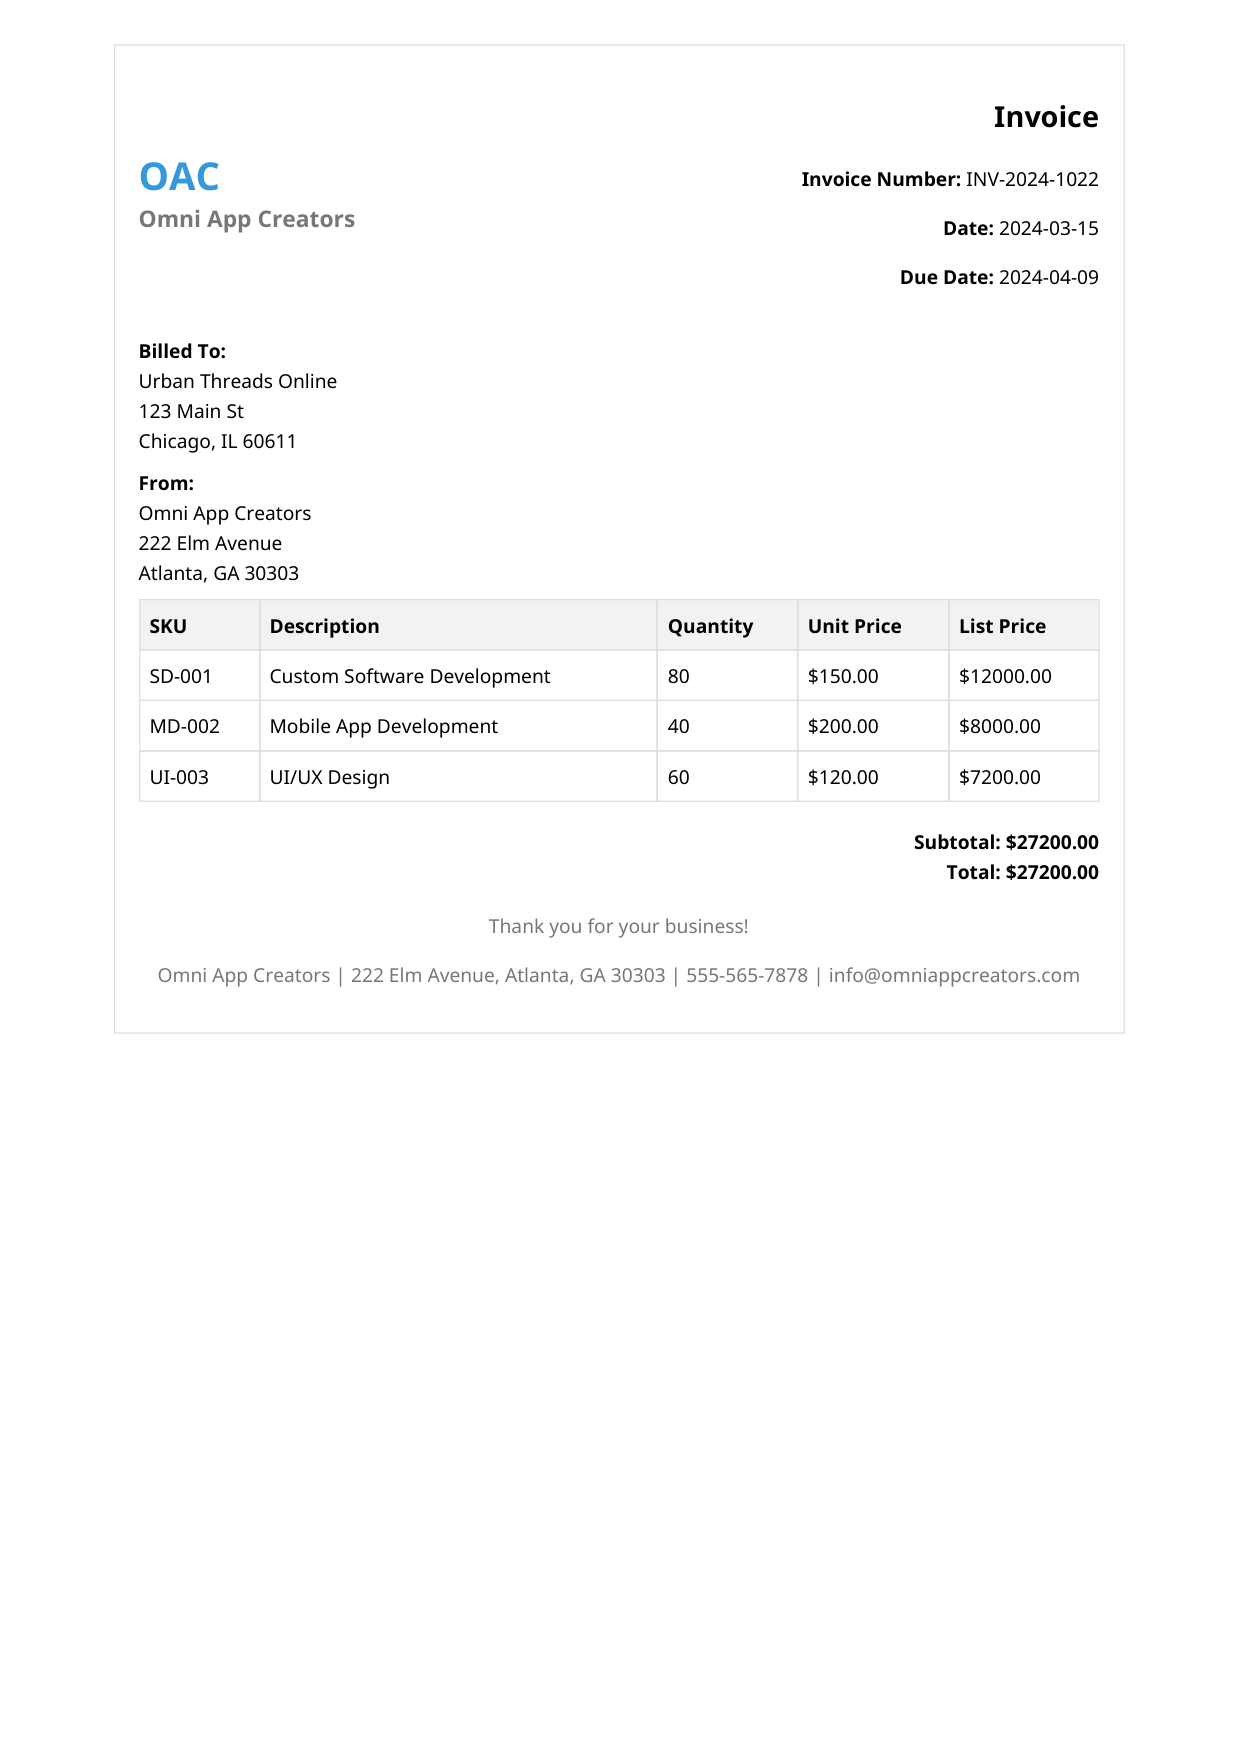 Invoice
OAC
Omni App Creators
Invoice Number: INV-2024-1022
Date: 2024-03-15
Due Date: 2024-04-09
Billed To:
Urban Threads Online
123 Main St
Chicago, IL 60611
From:
Omni App Creators
222 Elm Avenue
Atlanta, GA 30303
SKU Description Quantity Unit Price List Price
SD-001 Custom Software Development 80 $150.00 $12000.00
MD-002 Mobile App Development 40 $200.00 $8000.00
UI-003 UI/UX Design 60 $120.00 $7200.00
Subtotal: $27200.00
Total: $27200.00
Thank you for your business!
Omni App Creators | 222 Elm Avenue, Atlanta, GA 30303 | 555-565-7878 | info@omniappcreators.com